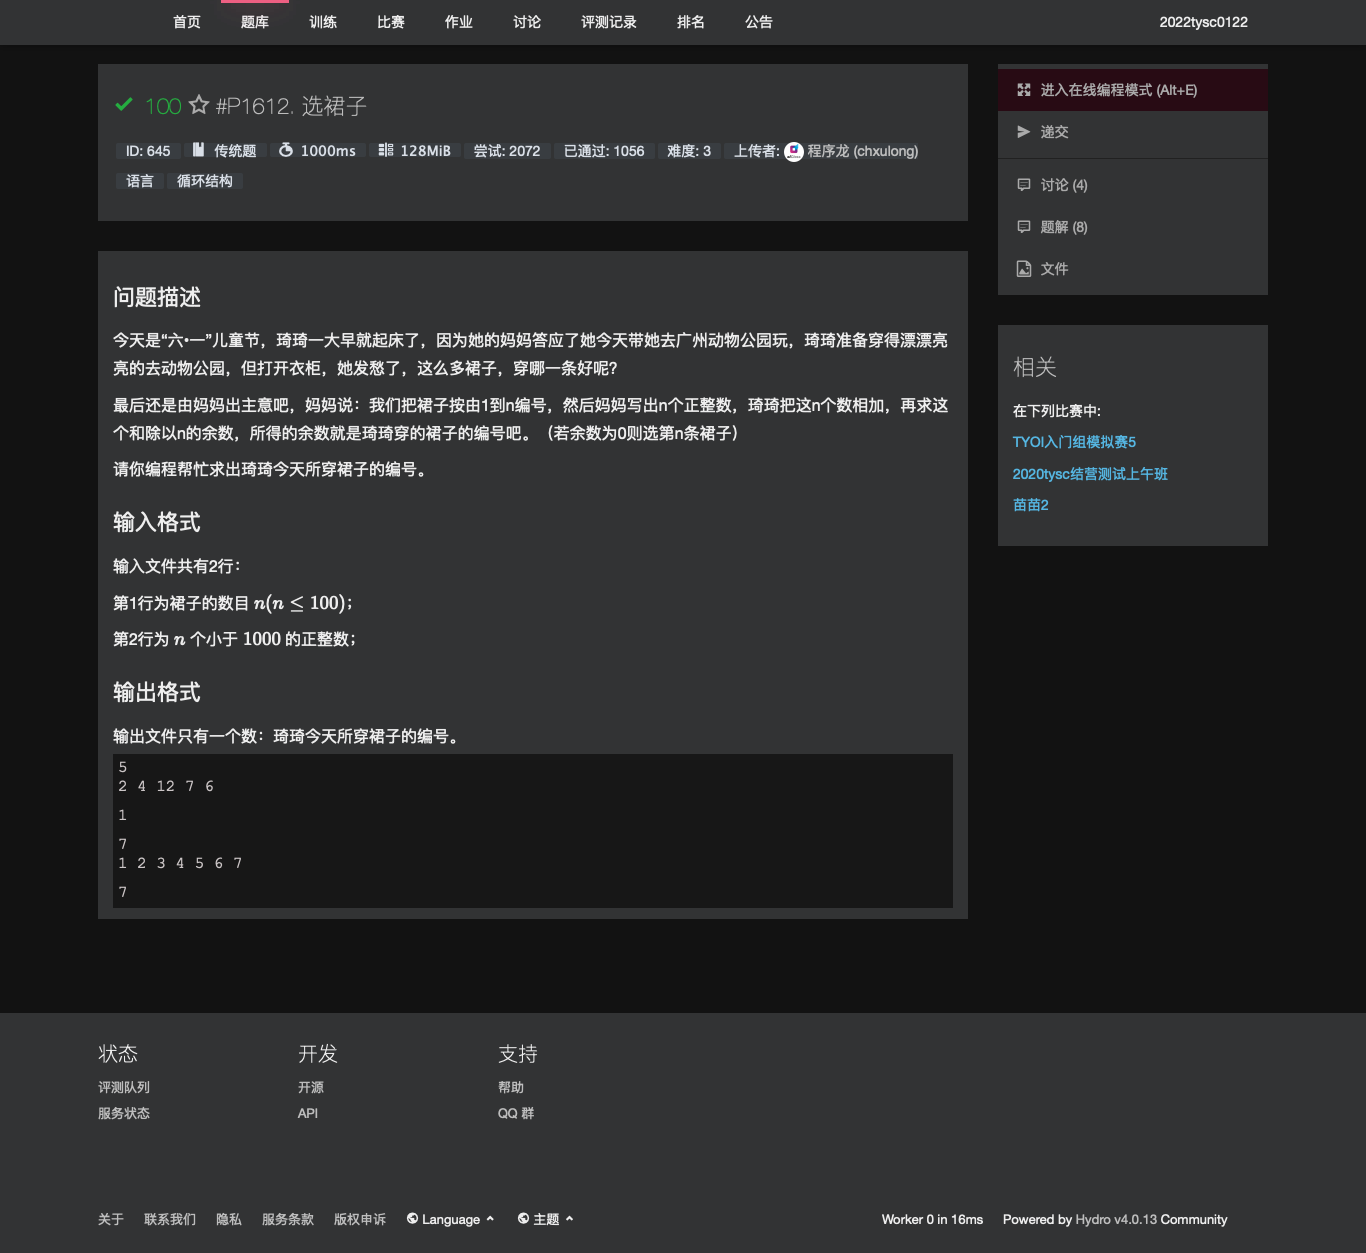 首页 题库 训练 比赛 作业 讨论 评测记录 排名 公告 2022tysc0122
100 #P1612. 选裙子
ID: 645 传统题 1000ms 128MiB 尝试: 2072 已通过: 1056 难度: 3 上传者: 程序龙 (chxulong)
语言 循环结构
问题描述
今天是“六•一”儿童节，琦琦一大早就起床了，因为她的妈妈答应了她今天带她去广州动物公园玩，琦琦准备穿得漂漂亮
亮的去动物公园，但打开衣柜，她发愁了，这么多裙子，穿哪一条好呢?
最后还是由妈妈出主意吧，妈妈说：我们把裙子按由1到n编号，然后妈妈写出n个正整数，琦琦把这n个数相加，再求这
个和除以n的余数，所得的余数就是琦琦穿的裙子的编号吧。（若余数为0则选第n条裙子）
请你编程帮忙求出琦琦今天所穿裙子的编号。
输入格式
输入文件共有2行：
第1行为裙子的数目 n(n ≤ 100)；
第2行为 n 个小于 1000 的正整数；
输出格式
输出文件只有一个数：琦琦今天所穿裙子的编号。
5
2 4 12 7 6
1
7
1 2 3 4 5 6 7
7
进入在线编程模式 (Alt+E)
递交
讨论 (4)
题解 (8)
文件
相关
在下列比赛中:
TYOI入门组模拟赛5
2020tysc结营测试上午班
苗苗2
状态
评测队列
服务状态
开发
开源
API
支持
帮助
QQ 群
关于 联系我们 隐私 服务条款 版权申诉 Language 主题 Worker 0 in 16ms Powered by Hydro v4.0.13 Community